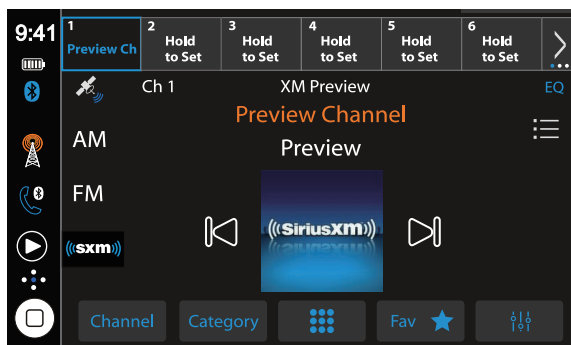 9:41
1
Preview Ch
2
Hold
to Set
3
Hold
to Set
4
Hold
to Set
5
Hold
to Set
6
Hold
to Set
Ch 1
XM Preview
EQ
Preview Channel
Preview
AM
FM
((sxm))
((SiriusXM))
Channel
Category
Fav